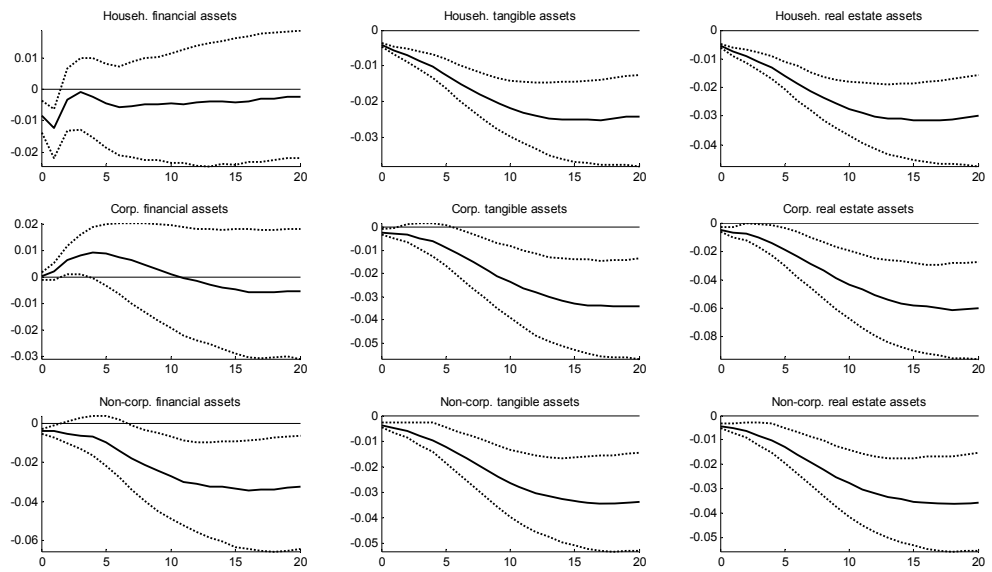 Househ. financial assets
0.01
0
-0.01
-0.02
0 5 10 15 20
Househ. tangible assets
0
-0.01
-0.02
-0.03
0 5 10 15 20
Househ. real estate assets
0
-0.01
-0.02
-0.03
-0.04
0 5 10 15 20
Corp. financial assets
0.02
0.01
0
-0.01
-0.02
-0.03
0 5 10 15 20
Corp. tangible assets
0
-0.01
-0.02
-0.03
-0.04
-0.05
0 5 10 15 20
Corp. real estate assets
0
-0.02
-0.04
-0.06
-0.08
0 5 10 15 20
Non-corp. financial assets
0
-0.02
-0.04
-0.06
0 5 10 15 20
Non-corp. tangible assets
0
-0.01
-0.02
-0.03
-0.04
-0.05
0 5 10 15 20
Non-corp. real estate assets
0
-0.01
-0.02
-0.03
-0.04
-0.05
0 5 10 15 20